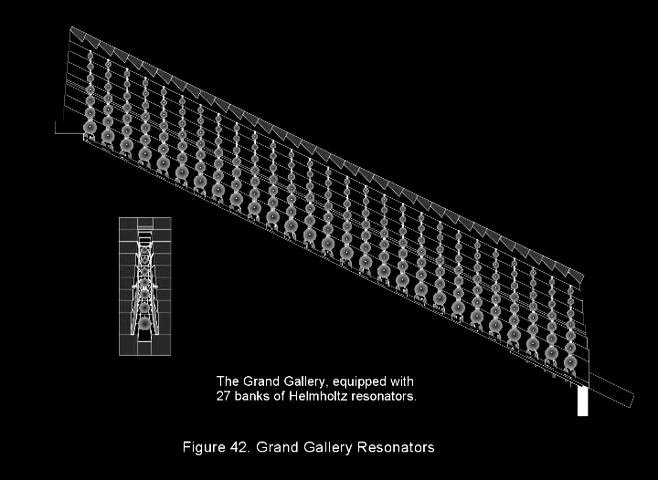 The Grand Gallery, equipped with
27 banks of Helmholtz resonators.
Figure 42. Grand Gallery Resonators